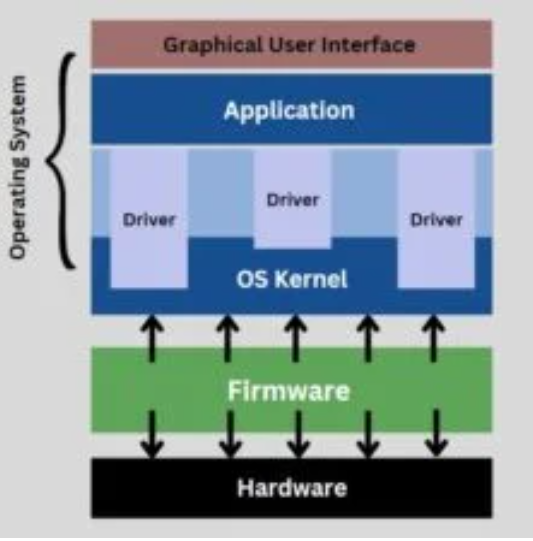 Graphical User Interface
Operating System
Application
Driver
Driver
Driver
OS Kernel
Firmware
Hardware